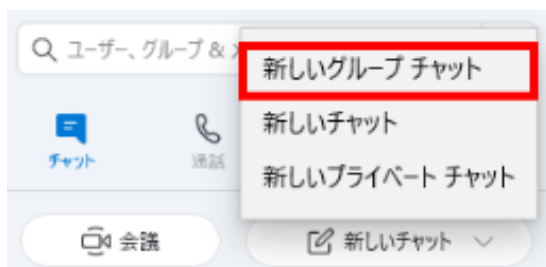 ユーザー、グループ & 
新しいグループ チャット
新しいチャット
新しいプライベート チャット
チャット
通話
会議
新しいチャット